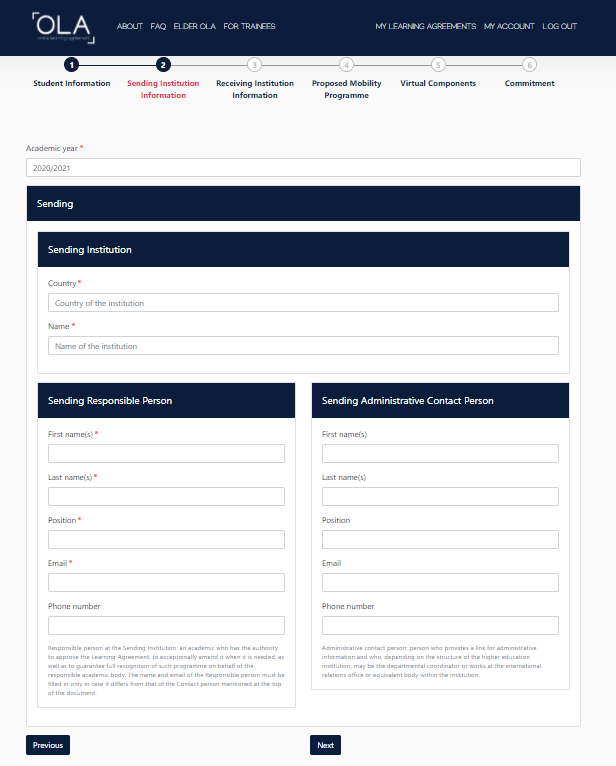 OLA
online learning agreement
ABOUT FAQ ELDER OLA FOR TRAINEES MY LEARNING AGREEMENTS MY ACCOUNT LOG OUT
1 2 3 4 5 6
Student Information Sending Institution Receiving Institution Proposed Mobility Virtual Components Commitment
Information Information Programme
Academic year *
2020/2021
Sending
Sending Institution
Country *
Country of the institution
Name *
Name of the institution
Sending Responsible Person
First name(s) *
Last name(s) *
Position *
Email *
Phone number
Responsible person at the Sending Institution: an academic who has the authority
to approve the Learning Agreement, to exceptionally amend it when it is needed, as
well as to guarantee full recognition of such programme on behalf of the
responsible academic body. The name and email of the Responsible person must be
filled in only in case it differs from that of the Contact person mentioned at the top
of the document.
Sending Administrative Contact Person
First name(s)
Last name(s)
Position
Email
Phone number
Administrative contact person: person who provides a link for administrative
information and who, depending on the structure of the higher education
institution, may be the departmental coordinator or works at the international
relations office or equivalent body within the institution.
Previous
Next